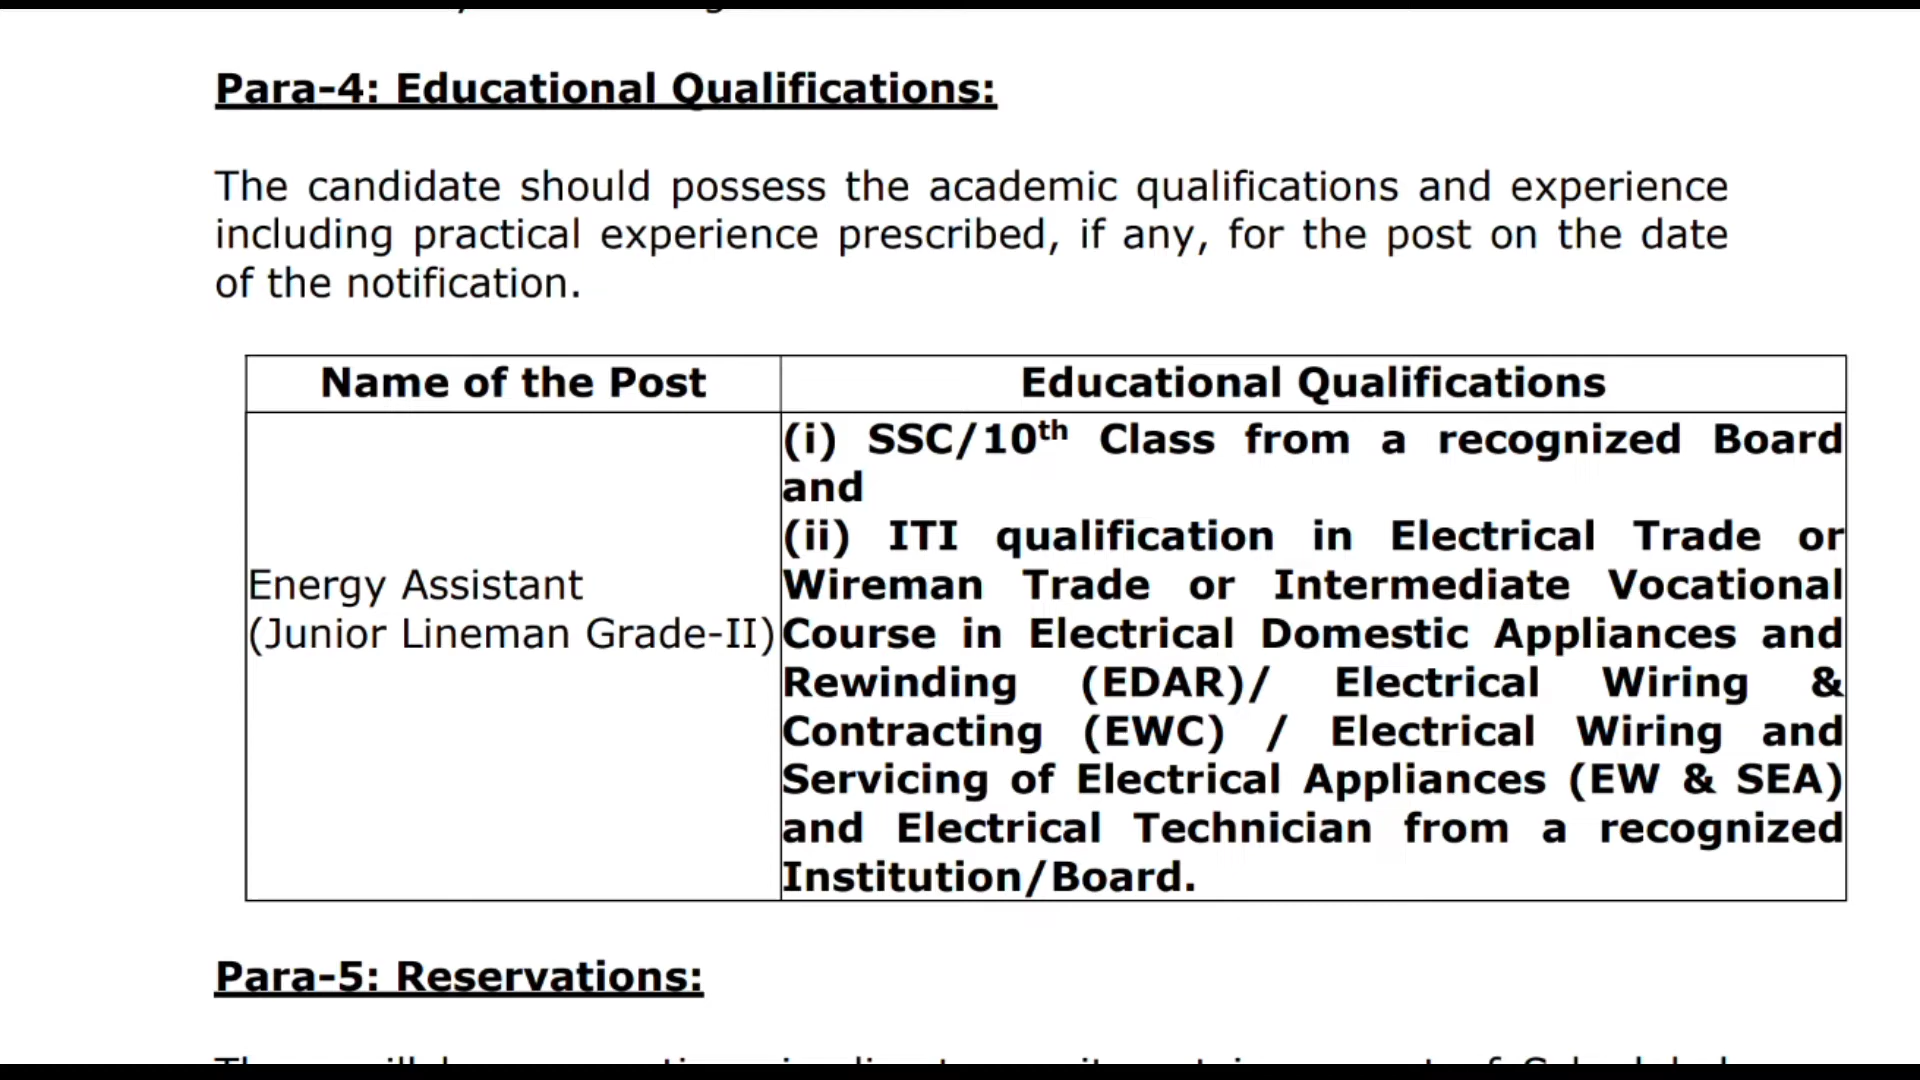 Para-4: Educational Qualifications:
The candidate should possess the academic qualifications and experience
including practical experience prescribed, if any, for the post on the date
of the notification.
Name of the Post
Educational Qualifications
Energy Assistant
(Junior Lineman Grade-II)
(i) SSC/10th Class from a recognized Board
and
(ii) ITI qualification in Electrical Trade or
Wireman Trade or Intermediate Vocational
Course in Electrical Domestic Appliances and
Rewinding (EDAR)/ Electrical Wiring &
Contracting (EWC) / Electrical Wiring and
Servicing of Electrical Appliances (EW & SEA)
and Electrical Technician from a recognized
Institution/Board.
Para-5: Reservations: